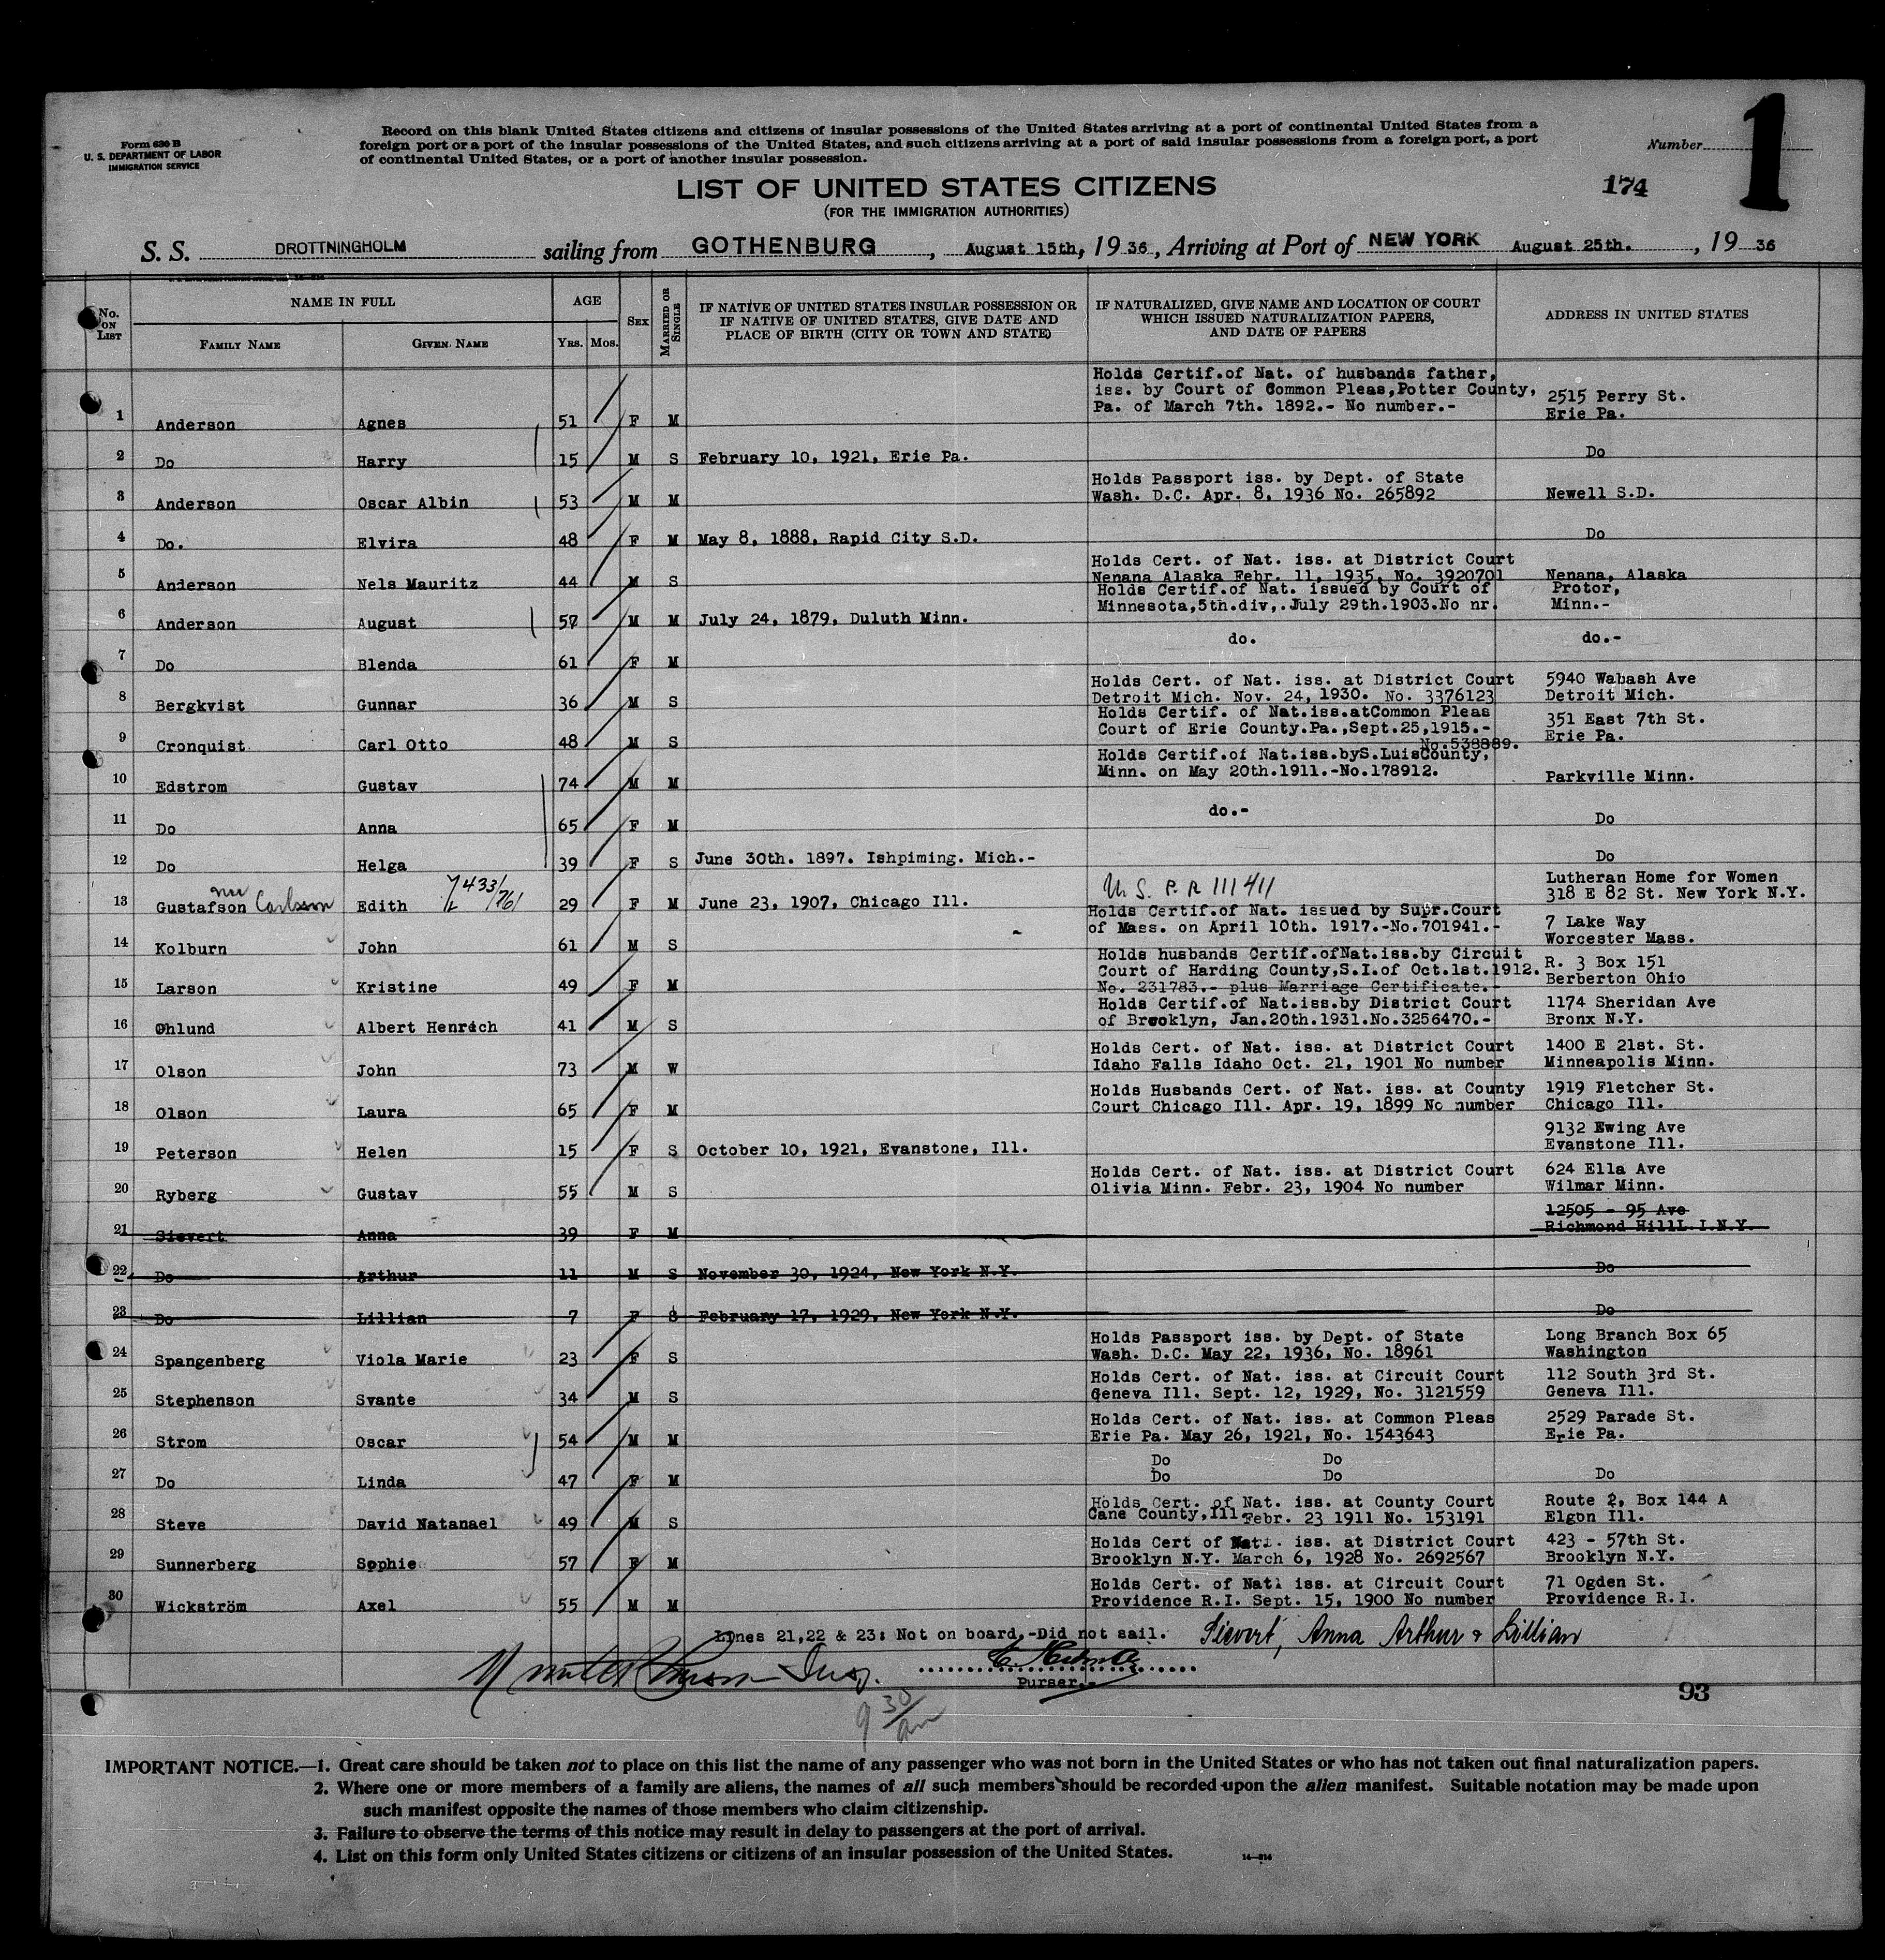 Form 630 B
U. S. DEPARTMENT OF LABOR
IMMIGRATION SERVICE
Record on this blank United States citizens and citizens of insular possessions of the United States arriving at a port of continental United States from a
foreign port or a port of the insular possessions of the United States, and such citizens arriving at a port of said insular possessions from a foreign port, a port
of continental United States, or a port of another insular possession.
Number
1
LIST OF UNITED STATES CITIZENS
174
(FOR THE IMMIGRATION AUTHORITIES)
S. S. DROTTNINGHOLM sailing from GOTHENBURG, August 15th, 1936, Arriving at Port of NEW YORK August 25th., 1936
No. ON LIST
NAME IN FULL
FAMILY NAME
GIVEN NAME
AGE
YRS. MOS.
SEX
MARRIED OR SINGLE
IF NATIVE OF UNITED STATES INSULAR POSSESSION OR
IF NATIVE OF UNITED STATES, GIVE DATE AND
PLACE OF BIRTH (CITY OR TOWN AND STATE)
IF NATURALIZED, GIVE NAME AND LOCATION OF COURT
WHICH ISSUED NATURALIZATION PAPERS,
AND DATE OF PAPERS
ADDRESS IN UNITED STATES
Holds Certif.of Nat. of husbands father,
iss. by Court of Common Pleas,Potter County, 2515 Perry St.
Pa. of March 7th. 1892.- No number.- Erie Pa.
1 Anderson Agnes 51 F M
2 Do Harry 15 M S February 10, 1921, Erie Pa. Do
Holds Passport iss. by Dept. of State
3 Anderson Oscar Albin 53 M M Wash. D.C. Apr. 8, 1936 No. 265892 Newell S.D.
4 Do. Elvira 48 F M May 8, 1888, Rapid City S.D. Do
Holds Cert. of Nat. iss. at District Court
5 Anderson Nels Mauritz 44 M S Nenana Alaska Febr. 11, 1935, No. 3920701 Nenana, Alaska
Holds Certif.of Nat. issued by Court of Protor,
Minnesota,5th.div,.July 29th.1903.No nr. Minn.-
6 Anderson August 57 M M July 24, 1879, Duluth Minn.
7 Do Blenda 61 F M do. do.-
Holds Cert. of Nat. iss. at District Court 5940 Wabash Ave
8 Bergkvist Gunnar 36 M S Detroit Mich. Nov. 24, 1930. No. 3376123 Detroit Mich.
Holds Certif. of Nat.iss.atCommon Pleas 351 East 7th St.
9 Cronquist Carl Otto 48 M S Court of Erie County.Pa.,Sept.25,1915.- Erie Pa.
No.538889.
Holds Certif.of Nat.iss.byS.LuisCounty,
10 Edstrom Gustav 74 M M Minn. on May 20th.1911.-No.178912. Parkville Minn.
11 Do Anna 65 F M do.- Do
12 Do Helga 39 F S June 30th. 1897. Ishpiming. Mich.- Do
nee 7433/761 U.S. P. R 111411 Lutheran Home for Women
13 Gustafson Carlson Edith 29 F M June 23, 1907, Chicago Ill. 318 E 82 St. New York N.Y.
Holds Certif.of Nat. issued by Supr.Court 7 Lake Way
14 Kolburn John 61 M S of Mass. on April 10th. 1917.-No.701941.- Worcester Mass.
Holds husbands Certif.ofNat.iss.by Circuit
Court of Harding County,S.I.of Oct.1st.1912. R. 3 Box 151
15 Larson Kristine 49 F M No. 231783.- plus Marriage Certificate.- Berberton Ohio
Holds Certif.of Nat.iss.by District Court 1174 Sheridan Ave
16 Øhlund Albert Henrich 41 M S of Brooklyn, Jan.20th.1931.No.3256470.- Bronx N.Y.
Holds Cert. of Nat. iss. at District Court 1400 E 21st. St.
17 Olson John 73 M W Idaho Falls Idaho Oct. 21, 1901 No number Minneapolis Minn.
Holds Husbands Cert. of Nat. iss. at County 1919 Fletcher St.
18 Olson Laura 65 F M Court Chicago Ill. Apr. 19, 1899 No number Chicago Ill.
9132 Ewing Ave
19 Peterson Helen 15 F S October 10, 1921, Evanstone, Ill. Evanstone Ill.
Holds Cert. of Nat. iss. at District Court 624 Ella Ave
20 Ryberg Gustav 55 M S Olivia Minn. Febr. 23, 1904 No number Wilmar Minn.
12505 - 95 Ave
21 Sievert Anna 39 F M Richmond HillL.I.N.Y.
22 Do Arthur 11 M S November 30, 1924, New York N.Y. Do
23 Do Lillian 7 F S February 17, 1929, New York N.Y. Do
Holds Passport iss. by Dept. of State Long Branch Box 65
24 Spangenberg Viola Marie 23 F S Wash. D.C. May 22, 1936, No. 18961 Washington
Holds Cert. of Nat. iss. at Circuit Court 112 South 3rd St.
25 Stephenson Svante 34 M S Geneva Ill. Sept. 12, 1929, No. 3121559 Geneva Ill.
Holds Cert. of Nat. iss. at Common Pleas 2529 Parade St.
26 Strom Oscar 54 M M Erie Pa. May 26, 1921, No. 1543643 Erie Pa.
Do Do
27 Do Linda 47 F M Do Do Do
Holds Cert. of Nat. iss. at County Court Route 2, Box 144 A
28 Steve David Natanael 49 M S Cane County,Ill Febr. 23 1911 No. 153191 Elgon Ill.
Holds Cert of Nat. iss. at District Court 423 - 57th St.
29 Sunnerberg Sophie 57 F M Brooklyn N.Y. March 6, 1928 No. 2692567 Brooklyn N.Y.
Holds Cert. of Natl iss. at Circuit Court 71 Ogden St.
30 Wickström Axel 55 M M Providence R.I. Sept. 15, 1900 No number Providence R.I.
Lines 21,22 & 23: Not on board.-Did not sail. Sievert, Anna Arthur & Lillian
Insp.
Purser.-
93
9 30/am
IMPORTANT NOTICE.—1. Great care should be taken not to place on this list the name of any passenger who was not born in the United States or who has not taken out final naturalization papers.
2. Where one or more members of a family are aliens, the names of all such members should be recorded upon the alien manifest. Suitable notation may be made upon
such manifest opposite the names of those members who claim citizenship.
3. Failure to observe the terms of this notice may result in delay to passengers at the port of arrival.
4. List on this form only United States citizens or citizens of an insular possession of the United States.
14—814